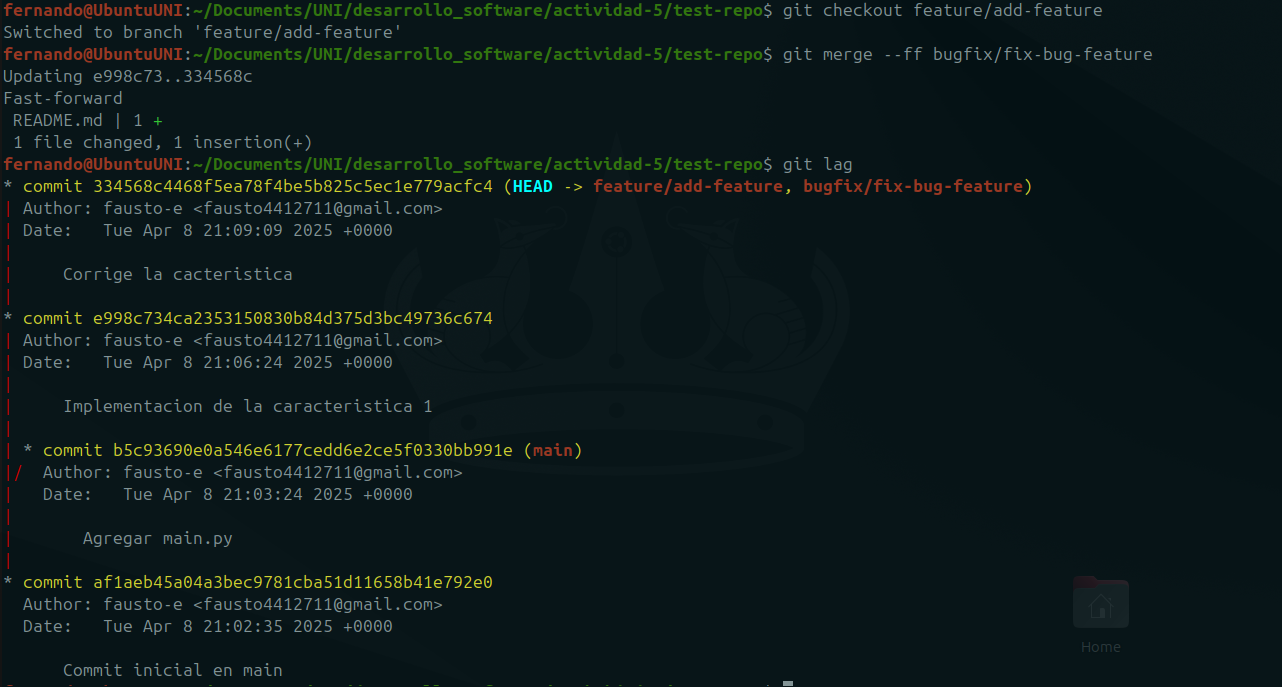 fernando@UbuntuUNI:~/Documents/UNI/desarrollo_software/actividad-5/test-repo$ git checkout feature/add-feature
Switched to branch 'feature/add-feature'
fernando@UbuntuUNI:~/Documents/UNI/desarrollo_software/actividad-5/test-repo$ git merge --ff bugfix/fix-bug-feature
Updating e998c73..334568c
Fast-forward
 README.md | 1 +
 1 file changed, 1 insertion(+)
fernando@UbuntuUNI:~/Documents/UNI/desarrollo_software/actividad-5/test-repo$ git lag
* commit 334568c4468f5ea78f4be5b825c5ec1e779acfc4 (HEAD -> feature/add-feature, bugfix/fix-bug-feature)
| Author: fausto-e <fausto4412711@gmail.com>
| Date:   Tue Apr 8 21:09:09 2025 +0000
|
|     Corrige la cacteristica
|
* commit e998c734ca2353150830b84d375d3bc49736c674
| Author: fausto-e <fausto4412711@gmail.com>
| Date:   Tue Apr 8 21:06:24 2025 +0000
|
|     Implementacion de la caracteristica 1
|
| * commit b5c93690e0a546e6177cedd6e2ce5f0330bb991e (main)
|/  Author: fausto-e <fausto4412711@gmail.com>
|   Date:   Tue Apr 8 21:03:24 2025 +0000
|
|       Agregar main.py
|
* commit af1aeb45a04a3bec9781cba51d11658b41e792e0
  Author: fausto-e <fausto4412711@gmail.com>
  Date:   Tue Apr 8 21:02:35 2025 +0000

      Commit inicial en main
Home